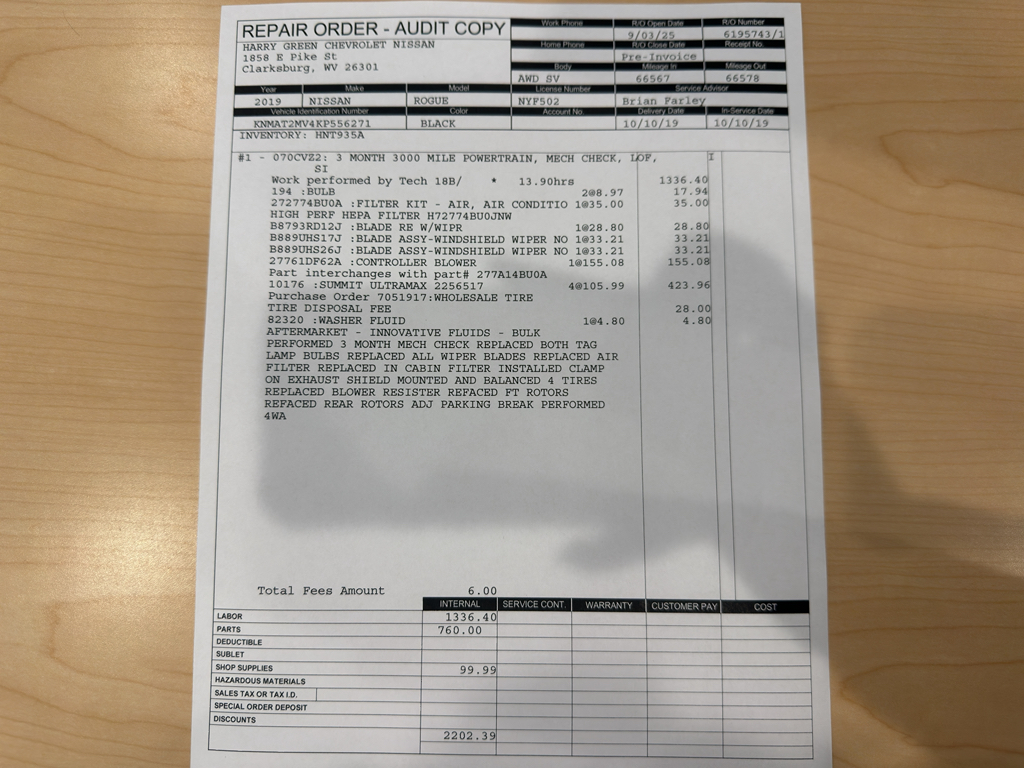 REPAIR ORDER - AUDIT COPY
HARRY GREEN CHEVROLET NISSAN
1858 E Pike St
Clarksburg, WV 26301
Work Phone R/O Open Date R/O Number
9/03/25 6195743/1
Home Phone R/O Close Date Receipt No.
Pre-Invoice
Body Mileage In Mileage Out
AWD SV 66567 66578
Year Make Model License Number Service Advisor
2019 NISSAN ROGUE NYF502 Brian Farley
Vehicle Identification Number Color Account No. Delivery Date In-Service Date
KNMAT2MV4KP556271 BLACK 10/10/19 10/10/19
INVENTORY: HNT935A
#1 - 070CVZ2: 3 MONTH 3000 MILE POWERTRAIN, MECH CHECK, LOF, I
SI
Work performed by Tech 18B/ * 13.90hrs 1336.40
194 :BULB 2@8.97 17.94
272774BU0A :FILTER KIT - AIR, AIR CONDITIO 1@35.00 35.00
HIGH PERF HEPA FILTER H72774BU0JNW
B8793RD12J :BLADE RE W/WIPR 1@28.80 28.80
B889UHS17J :BLADE ASSY-WINDSHIELD WIPER NO 1@33.21 33.21
B889UHS26J :BLADE ASSY-WINDSHIELD WIPER NO 1@33.21 33.21
27761DF62A :CONTROLLER BLOWER 1@155.08 155.08
Part interchanges with part# 277A14BU0A
10176 :SUMMIT ULTRAMAX 2256517 4@105.99 423.96
Purchase Order 7051917:WHOLESALE TIRE
TIRE DISPOSAL FEE 28.00
82320 :WASHER FLUID 1@4.80 4.80
AFTERMARKET - INNOVATIVE FLUIDS - BULK
PERFORMED 3 MONTH MECH CHECK REPLACED BOTH TAG
LAMP BULBS REPLACED ALL WIPER BLADES REPLACED AIR
FILTER REPLACED IN CABIN FILTER INSTALLED CLAMP
ON EXHAUST SHIELD MOUNTED AND BALANCED 4 TIRES
REPLACED BLOWER RESISTER REFACED FT ROTORS
REFACED REAR ROTORS ADJ PARKING BREAK PERFORMED
4WA
Total Fees Amount 6.00
INTERNAL SERVICE CONT. WARRANTY CUSTOMER PAY COST
LABOR 1336.40
PARTS 760.00
DEDUCTIBLE
SUBLET
SHOP SUPPLIES 99.99
HAZARDOUS MATERIALS
SALES TAX OR TAX I.D.
SPECIAL ORDER DEPOSIT
DISCOUNTS
2202.39